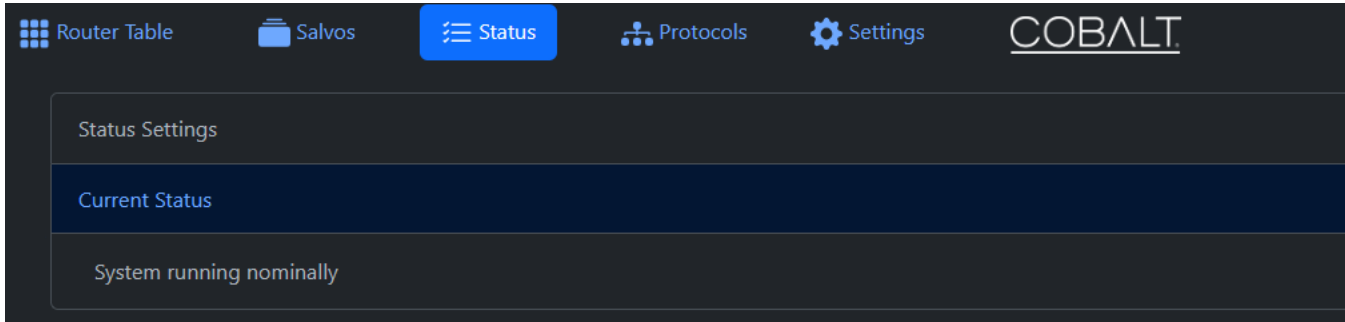 Router Table Salvos Status Protocols Settings COBALT.
Status Settings
Current Status
System running nominally